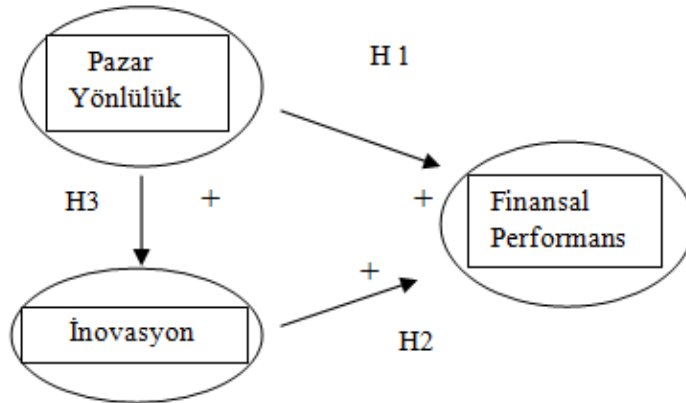 Pazar
Yönlülük
H 1
H3
+
+
Finansal
Performans
+
İnovasyon
H2